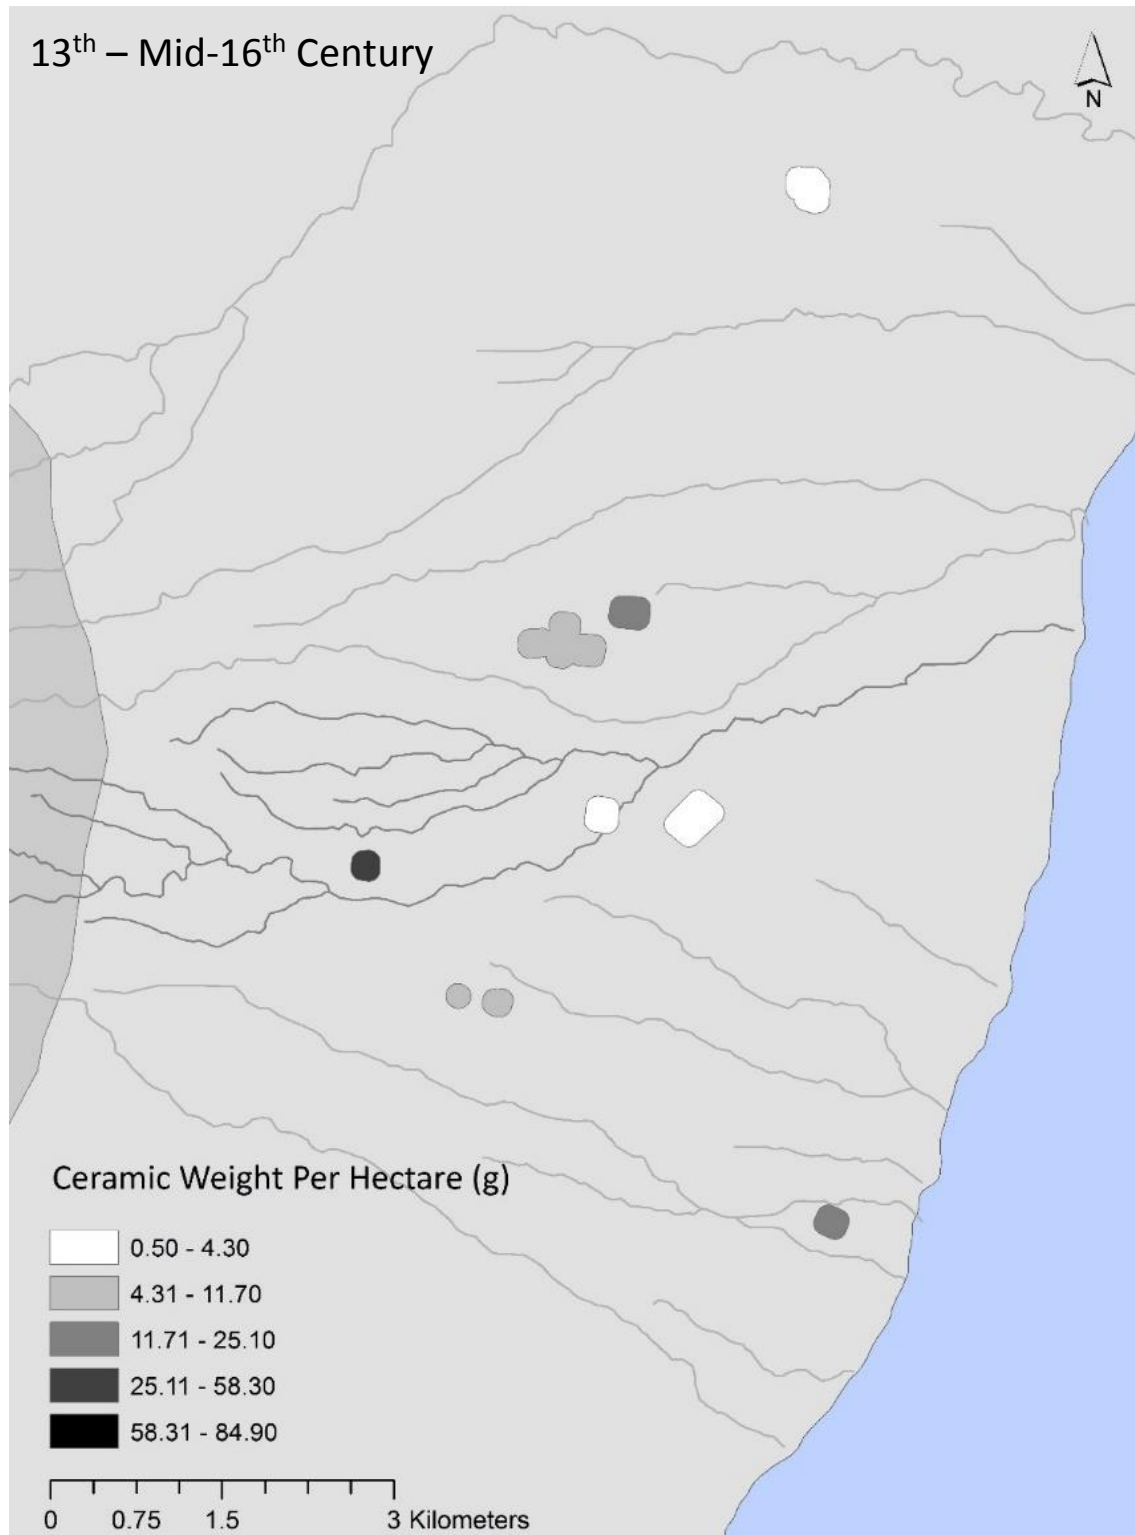 13th – Mid-16th Century
N
Ceramic Weight Per Hectare (g)
0.50 - 4.30
4.31 - 11.70
11.71 - 25.10
25.11 - 58.30
58.31 - 84.90
0 0.75 1.5 3 Kilometers